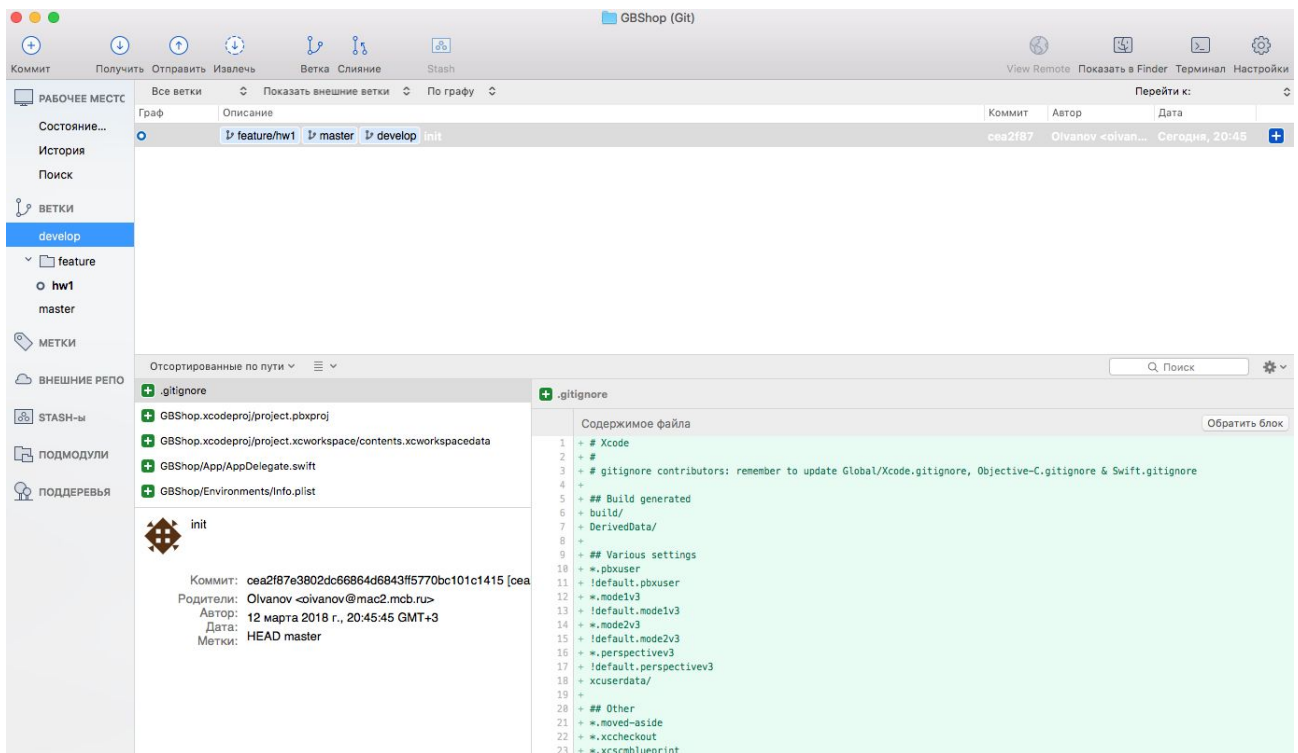 GBShop (Git)
Коммит Получить Отправить Извлечь Ветка Слияние Stash View Remote Показать в Finder Терминал Настройки
РАБОЧЕЕ МЕСТО
Состояние...
История
Поиск
ВЕТКИ
develop
feature
hw1
master
МЕТКИ
ВНЕШНИЕ РЕПО
STASH-ы
ПОДМОДУЛИ
ПОДДЕРЕВЬЯ
Все ветки Показать внешние ветки По графу Перейти к:
Граф Описание Коммит Автор Дата
feature/hw1 master develop init cea2f87 OIvanov <oivan... Сегодня, 20:45
Отсортированные по пути Поиск
.gitignore
GBShop.xcodeproj/project.pbxproj
GBShop.xcodeproj/project.xcworkspace/contents.xcworkspacedata
GBShop/App/AppDelegate.swift
GBShop/Environments/Info.plist
init
Коммит: cea2f87e3802dc66864d6843ff5770bc101c1415 [cea
Родители: OIvanov <oivanov@mac2.mcb.ru>
Автор: 12 марта 2018 г., 20:45:45 GMT+3
Дата:
Метки: HEAD master
.gitignore
Содержимое файла Обратить блок
1 + # Xcode
2 + #
3 + # gitignore contributors: remember to update Global/Xcode.gitignore, Objective-C.gitignore & Swift.gitignore
4 +
5 + ## Build generated
6 + build/
7 + DerivedData/
8 +
9 + ## Various settings
10 + *.pbxuser
11 + !default.pbxuser
12 + *.mode1v3
13 + !default.mode1v3
14 + *.mode2v3
15 + !default.mode2v3
16 + *.perspectivev3
17 + !default.perspectivev3
18 + xcuserdata/
19 +
20 + ## Other
21 + *.moved-aside
22 + *.xccheckout
23 + *.xcscmblueprint